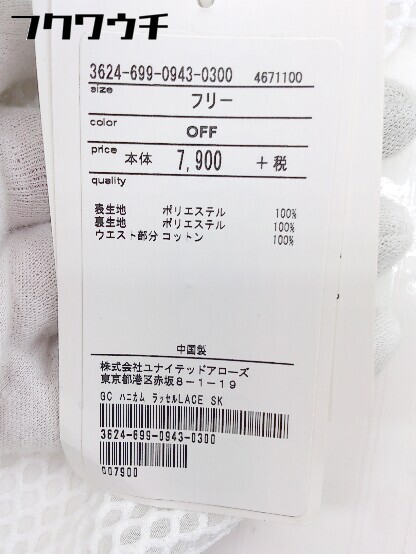 フクワウチ
3624-699-0943-0300 4671100
size フリー
color OFF
price 本体 7,900 +税
quality
表生地 ポリエステル 100%
裏生地 ポリエステル 100%
ウエスト部分 コットン 100%
中国製
株式会社ユナイテッドアローズ
東京都港区赤坂8-1-19
GC ハニカム ラッセルLACE SK
3624-699-0943-0300
007900